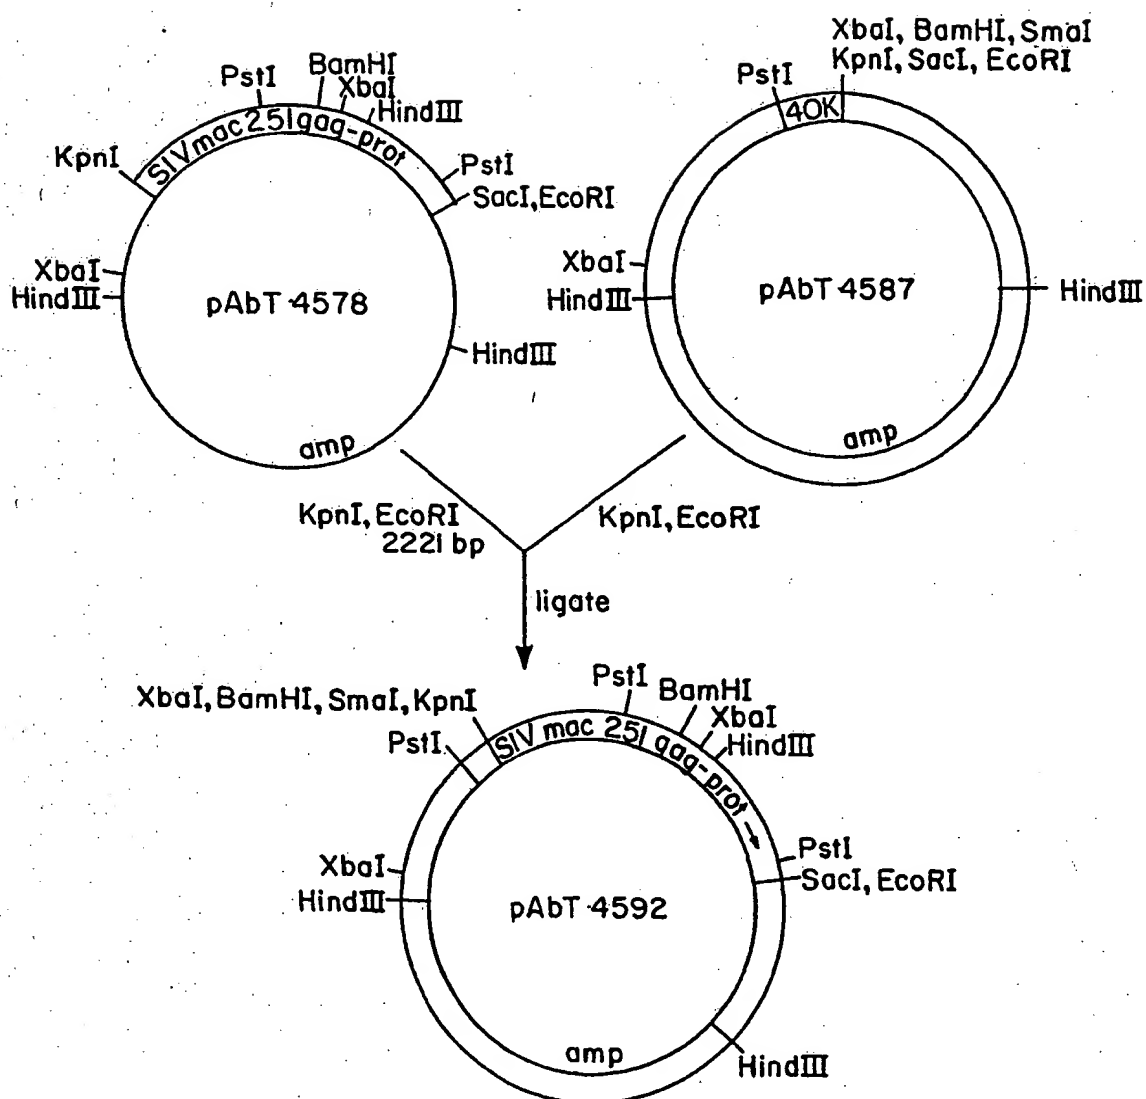 PstI
BamHI
XbaI
HindIII
KpnI
SIVmac251gag-prot
PstI
SacI,EcoRI
XbaI
HindIII
pAbT 4578
HindIII
amp
XbaI, BamHI, SmaI
KpnI, SacI, EcoRI
PstI
40K
XbaI
HindIII
pAbT 4587
HindIII
amp
KpnI, EcoRI
2221 bp
KpnI, EcoRI
ligate
XbaI, BamHI, SmaI, KpnI
PstI
PstI
BamHI
XbaI
HindIII
SIV mac 251 gag-prot →
PstI
SacI, EcoRI
XbaI
HindIII
pAbT 4592
amp
HindIII